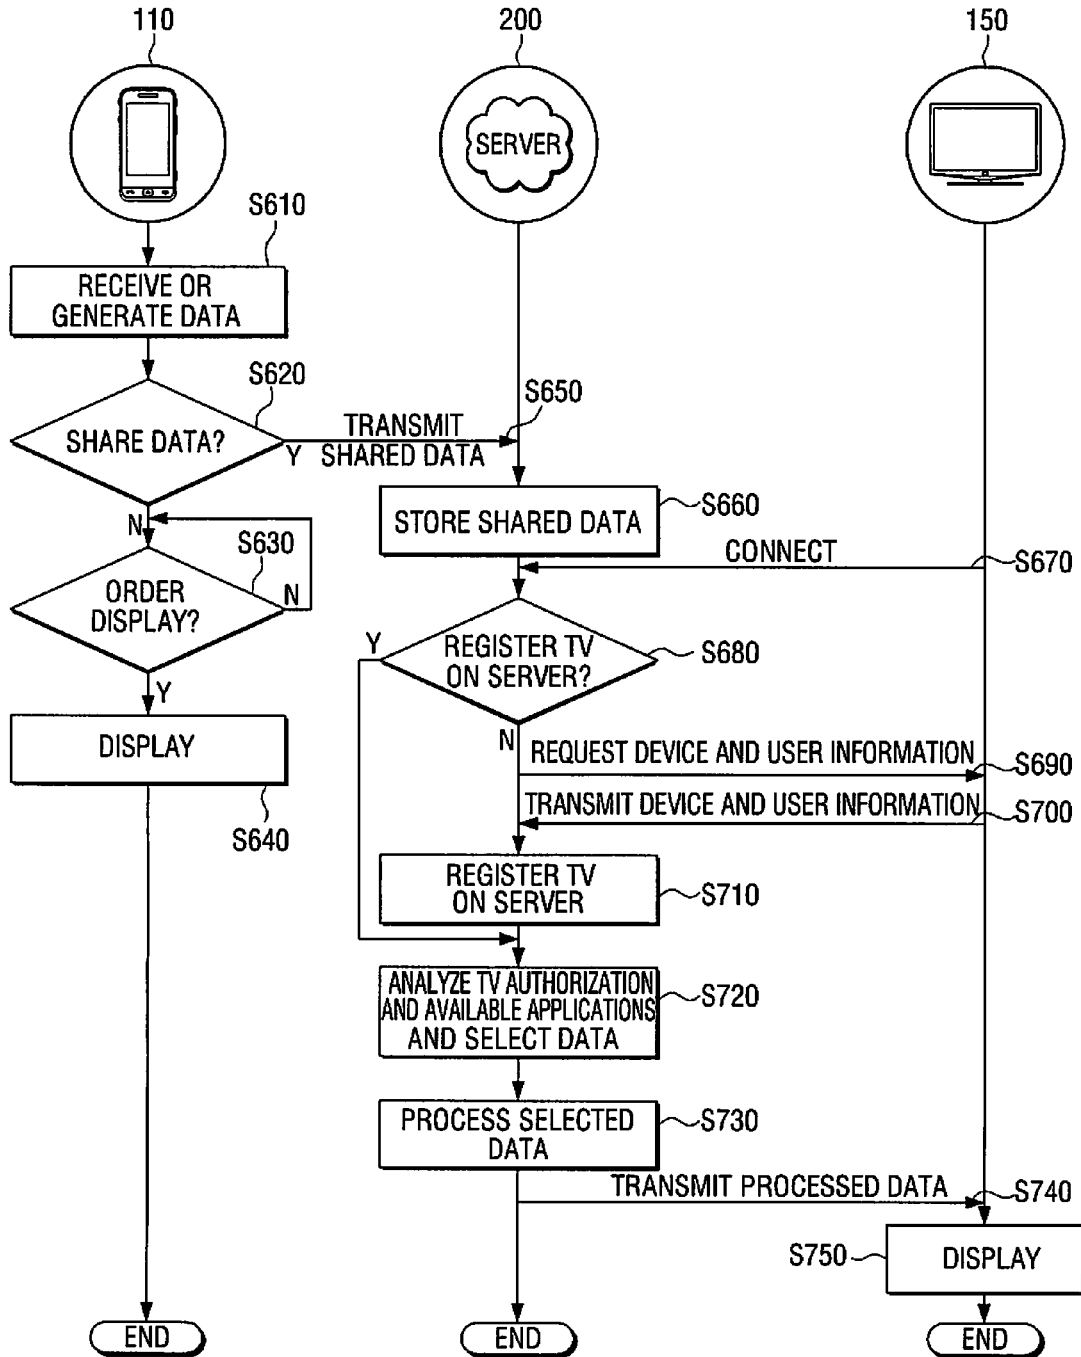 110
200
150
SERVER
S610
RECEIVE OR
GENERATE DATA
S620
SHARE DATA?
Y
TRANSMIT
SHARED DATA
S650
N
STORE SHARED DATA
S660
S630
ORDER
DISPLAY?
N
CONNECT
S670
Y
REGISTER TV
ON SERVER?
S680
Y
DISPLAY
S640
N
REQUEST DEVICE AND USER INFORMATION
S690
TRANSMIT DEVICE AND USER INFORMATION
S700
REGISTER TV
ON SERVER
S710
ANALYZE TV AUTHORIZATION
AND AVAILABLE APPLICATIONS
AND SELECT DATA
S720
PROCESS SELECTED
DATA
S730
TRANSMIT PROCESSED DATA
S740
S750
DISPLAY
END
END
END